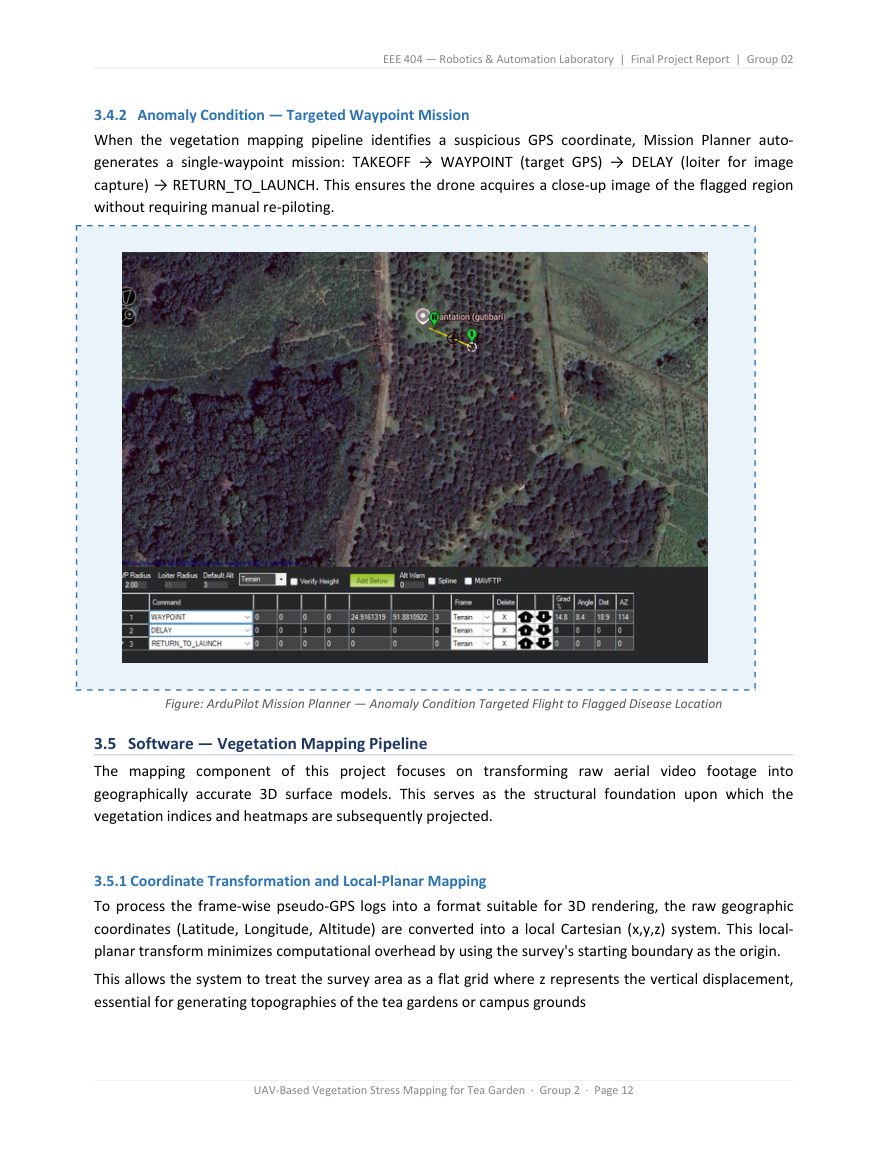 EEE 404 — Robotics & Automation Laboratory | Final Project Report | Group 02
3.4.2 Anomaly Condition — Targeted Waypoint Mission
When the vegetation mapping pipeline identifies a suspicious GPS coordinate, Mission Planner auto-
generates a single-waypoint mission: TAKEOFF → WAYPOINT (target GPS) → DELAY (loiter for image
capture) → RETURN_TO_LAUNCH. This ensures the drone acquires a close-up image of the flagged region
without requiring manual re-piloting.
antation (gutibari)
WP Radius Loiter Radius Default Alt Terrain Verify Height Add Below Alt Warn Spline MAVFTP
2.00 3 0
Command Frame Delete Grad % Angle Dist AZ
1 WAYPOINT 0 0 0 0 24.9161319 91.8810922 3 Terrain X 14.8 8.4 18.9 114
2 DELAY 0 0 3 0 0 0 0 Terrain X 0 0 0 0
3 RETURN_TO_LAUNCH 0 0 0 0 0 0 0 Terrain X 0 0 0 0
Figure: ArduPilot Mission Planner — Anomaly Condition Targeted Flight to Flagged Disease Location
3.5 Software — Vegetation Mapping Pipeline
The mapping component of this project focuses on transforming raw aerial video footage into
geographically accurate 3D surface models. This serves as the structural foundation upon which the
vegetation indices and heatmaps are subsequently projected.
3.5.1 Coordinate Transformation and Local-Planar Mapping
To process the frame-wise pseudo-GPS logs into a format suitable for 3D rendering, the raw geographic
coordinates (Latitude, Longitude, Altitude) are converted into a local Cartesian (x,y,z) system. This local-
planar transform minimizes computational overhead by using the survey's starting boundary as the origin.
This allows the system to treat the survey area as a flat grid where z represents the vertical displacement,
essential for generating topographies of the tea gardens or campus grounds
UAV-Based Vegetation Stress Mapping for Tea Garden · Group 2 · Page 12